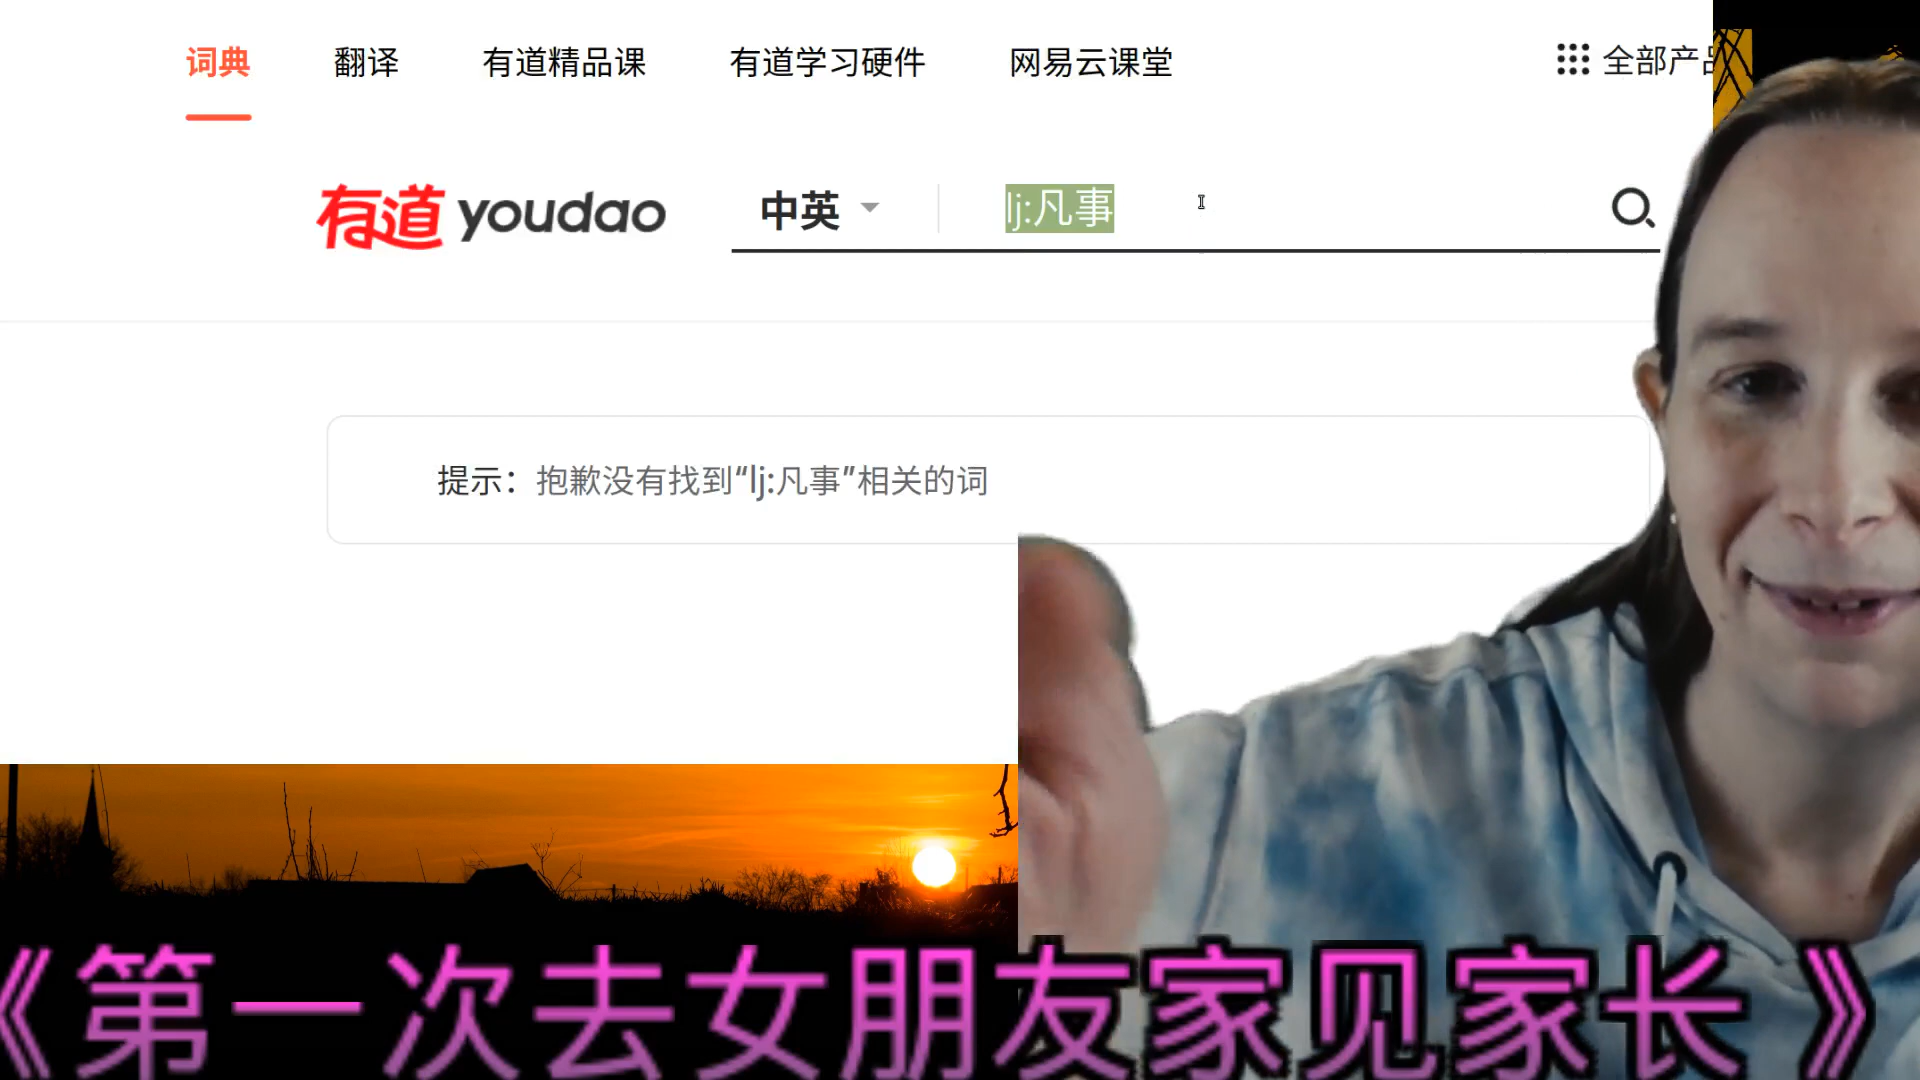 词典 翻译 有道精品课 有道学习硬件 网易云课堂 全部产品
有道 youdao 中英 lj:凡事
提示：抱歉没有找到“lj:凡事”相关的词
《第一次去女朋友家见家长》